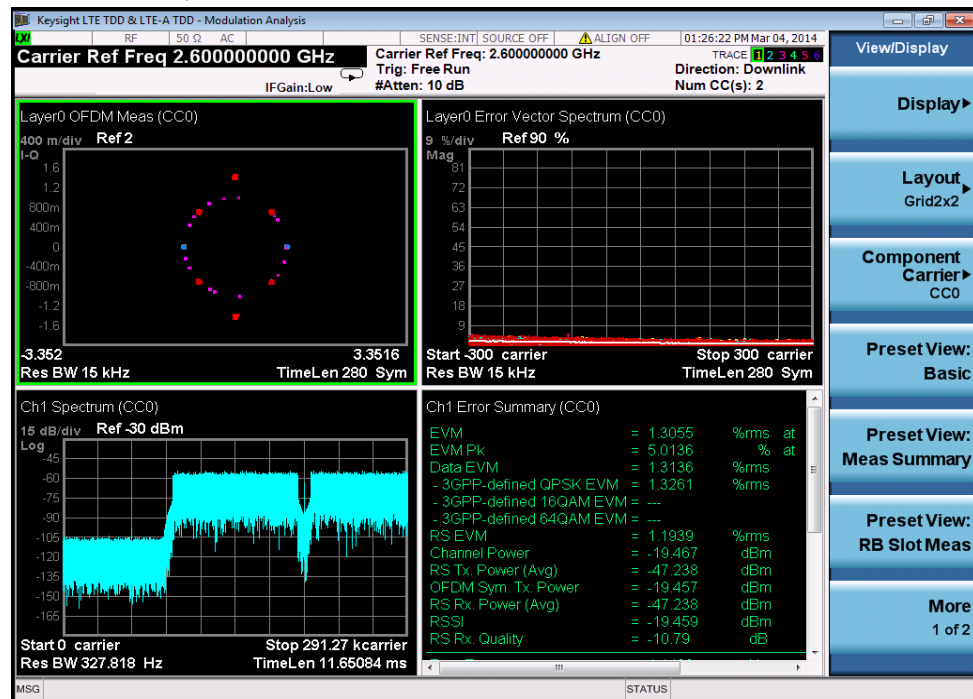 Keysight LTE TDD & LTE-A TDD - Modulation Analysis
LXI RF 50 Ω AC SENSE:INT SOURCE OFF ALIGN OFF 01:26:22 PM Mar 04, 2014
Carrier Ref Freq 2.600000000 GHz
Carrier Ref Freq: 2.600000000 GHz
Trig: Free Run
#Atten: 10 dB
IFGain:Low
TRACE 1 2 3 4 5 6
Direction: Downlink
Num CC(s): 2
Layer0 OFDM Meas (CC0)
400 m/div Ref 2
I-Q
1.6
1.2
800m
400m
0
-400m
-800m
-1.2
-1.6
-3.352 3.3516
Res BW 15 kHz TimeLen 280 Sym
Layer0 Error Vector Spectrum (CC0)
9 %/div Ref 90 %
Mag
81
72
63
54
45
36
27
18
9
Start -300 carrier Stop 300 carrier
Res BW 15 kHz TimeLen 280 Sym
Ch1 Spectrum (CC0)
15 dB/div Ref -30 dBm
Log
-45
-60
-75
-90
-105
-120
-135
-150
-165
Start 0 carrier Stop 291.27 kcarrier
Res BW 327.818 Hz TimeLen 11.65084 ms
Ch1 Error Summary (CC0)
EVM = 1.3055 %rms at
EVM Pk = 5.0136 % at
Data EVM = 1.3136 %rms
- 3GPP-defined QPSK EVM = 1.3261 %rms
- 3GPP-defined 16QAM EVM = ---
- 3GPP-defined 64QAM EVM = ---
RS EVM = 1.1939 %rms
Channel Power = -19.467 dBm
RS Tx. Power (Avg) = -47.238 dBm
OFDM Sym. Tx. Power = -19.457 dBm
RS Rx. Power (Avg) = -47.238 dBm
RSSI = -19.459 dBm
RS Rx. Quality = -10.79 dB
View/Display
Display
Layout
Grid2x2
Component
Carrier
CC0
Preset View:
Basic
Preset View:
Meas Summary
Preset View:
RB Slot Meas
More
1 of 2
MSG STATUS